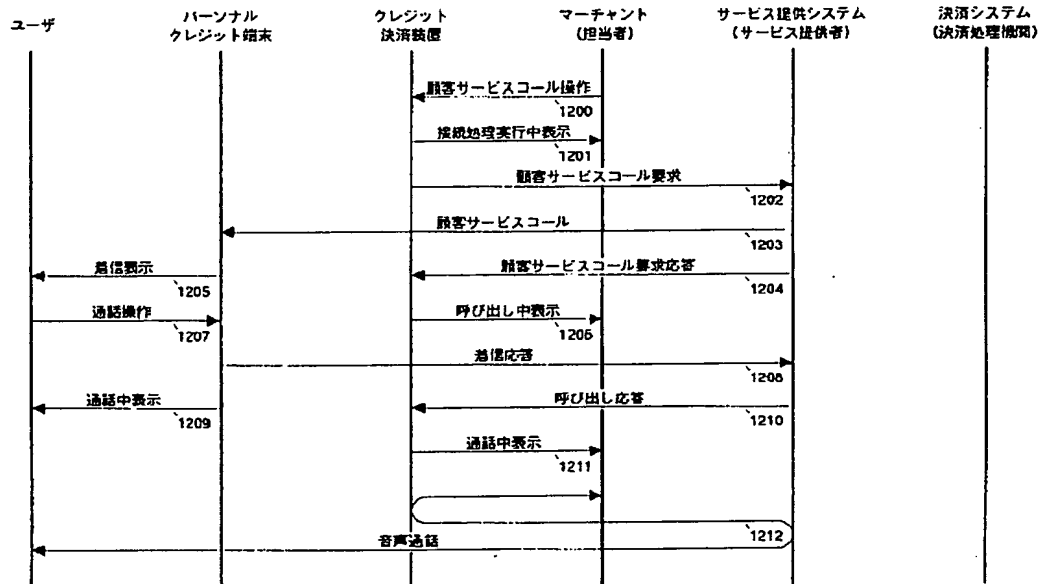 ユーザ
パーソナル
クレジット端末
クレジット
決済装置
マーチャント
(担当者)
サービス提供システム
(サービス提供者)
決済システム
(決済処理機関)
顧客サービスコール操作
1200
接続処理実行中表示
1201
顧客サービスコール要求
1202
顧客サービスコール
1203
着信表示
1205
顧客サービスコール要求応答
1204
通話操作
1207
呼び出し中表示
1206
着信応答
1208
通話中表示
1209
呼び出し応答
1210
通話中表示
1211
1212
音声通話